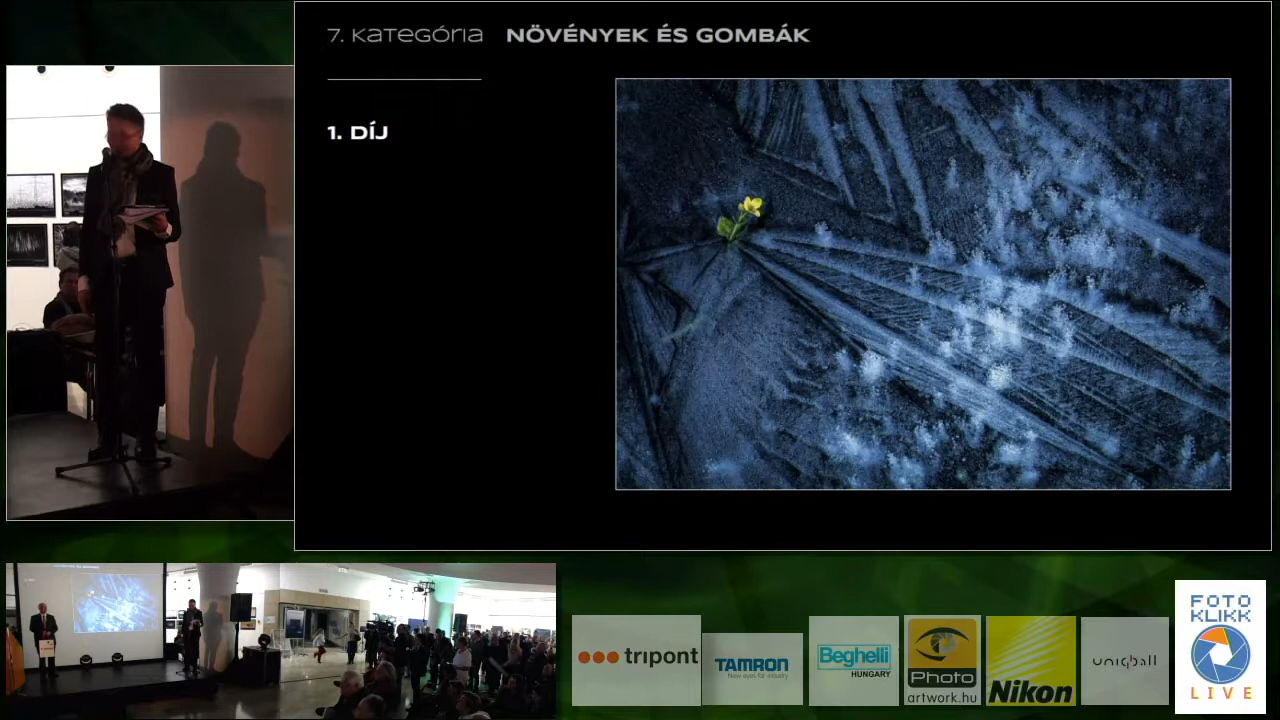 7. Kategória NÖVÉNYEK ÉS GOMBÁK
1. DÍJ
tripont
TAMRON
New eyes for industry
Beghelli
HUNGARY
Photo
artwork.hu
Nikon
uniqball
FOTO
KLIKK
LIVE